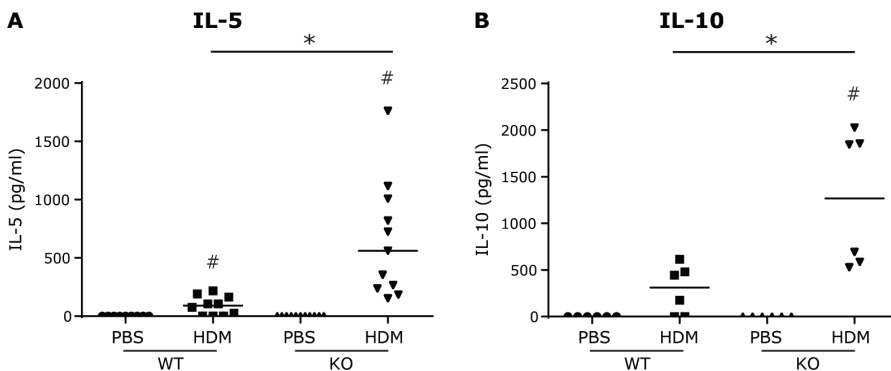 A IL-5
*
#
#
2000
1500
1000
500
0
IL-5 (pg/ml)
PBS HDM PBS HDM
WT KO
B IL-10
*
#
2500
2000
1500
1000
500
0
IL-10 (pg/ml)
PBS HDM PBS HDM
WT KO